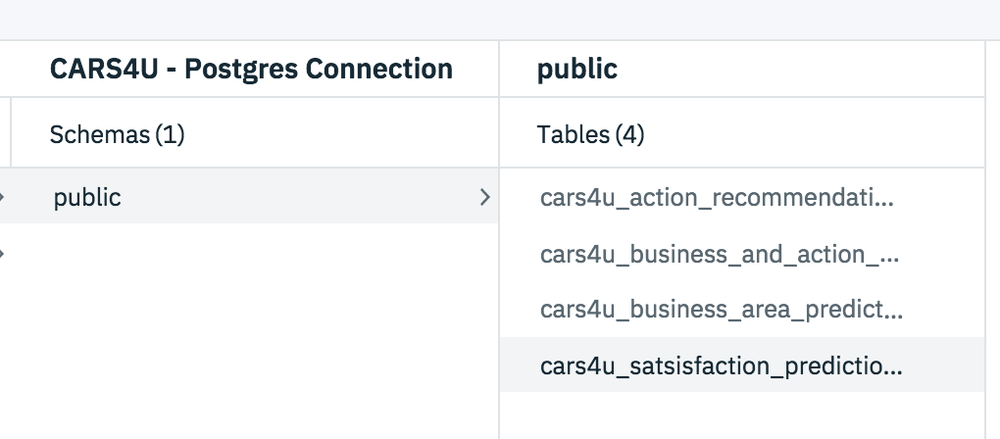 CARS4U - Postgres Connection
public
Schemas (1)
Tables (4)
public
cars4u_action_recommendati...
cars4u_business_and_action_...
cars4u_business_area_predict...
cars4u_satsisfaction_predictio...